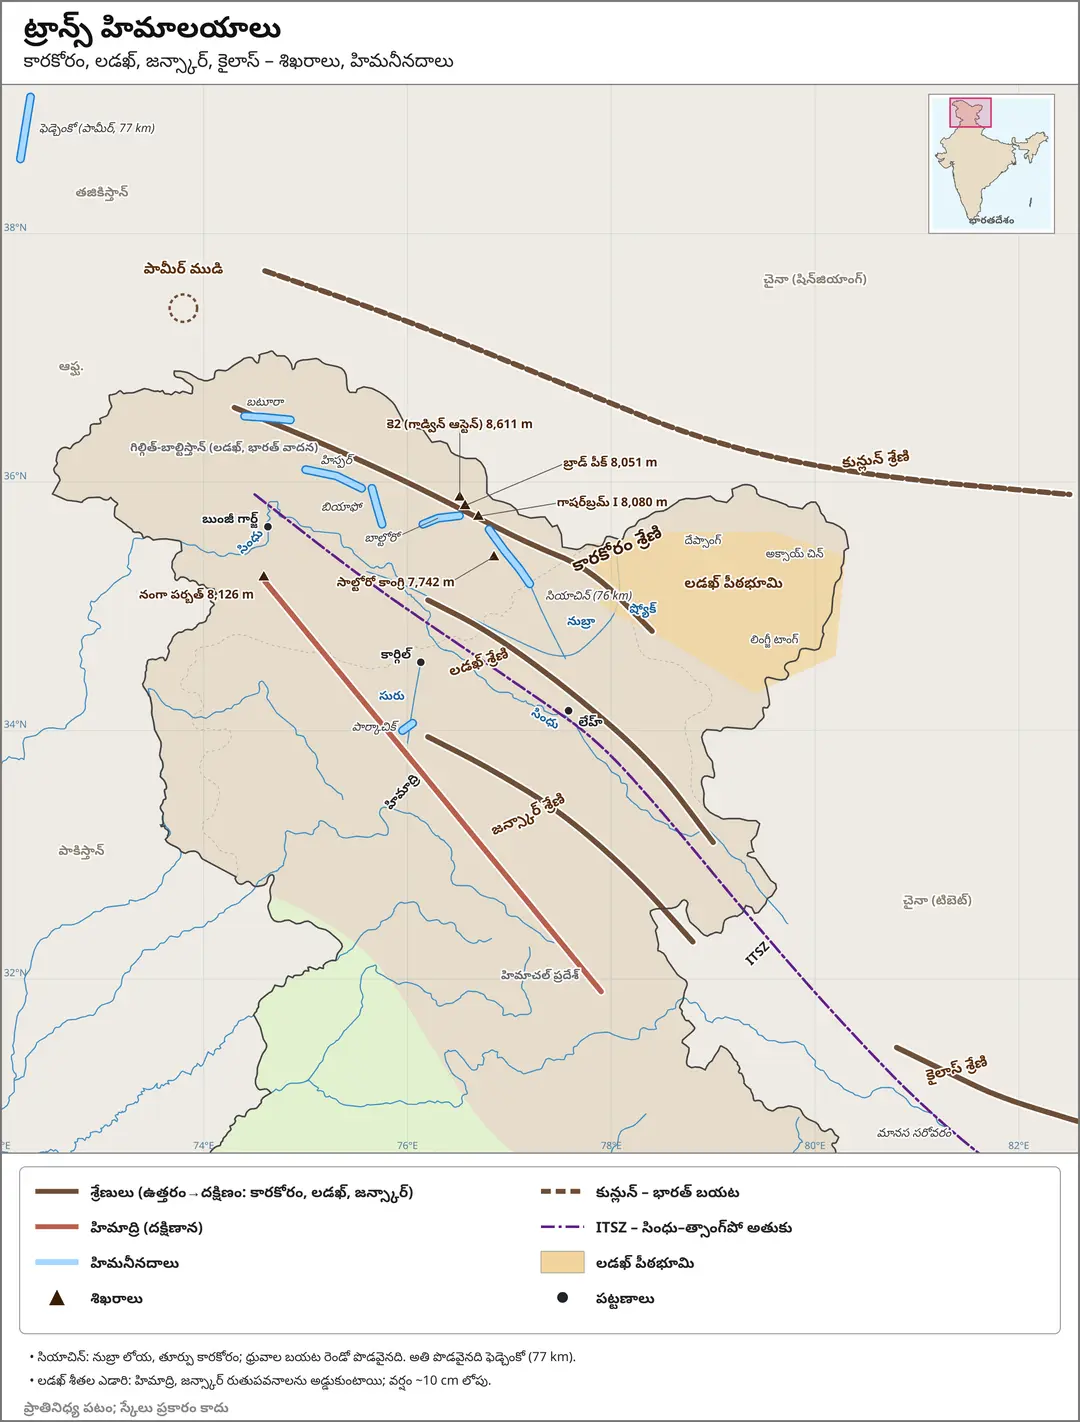 ట్రాన్స్ హిమాలయాలు
కారకోరం, లడఖ్, జన్స్కార్, కైలాస్ – శిఖరాలు, హిమనీనదాలు
ఫెడ్చెంకో (పామీర్, 77 km)
తజికిస్తాన్
భారతదేశం
38°N
పామీర్ ముడి
చైనా (షిన్‌జియాంగ్)
ఆఫ్ఘ.
బటూరా
కె2 (గాడ్విన్ ఆస్టెన్) 8,611 m
గిల్గిత్-బాల్టిస్తాన్ (లడఖ్, భారత్ వాదన)
హిస్పర్
బ్రాడ్ పీక్ 8,051 m
కున్లున్ శ్రేణి
36°N
బియాఫో
గాషర్‌బ్రమ్ I 8,080 m
బుంజీ గార్జ్
సింధు
బాల్టోరో
కారకోరం శ్రేణి
దేప్సాంగ్
అక్సాయ్ చిన్
సాల్టోరో కాంగ్రి 7,742 m
లడఖ్ పీఠభూమి
నంగా పర్బత్ 8,126 m
సియాచిన్ (76 km)
ష్యోక్
నుబ్రా
లింగ్జీ టాంగ్
కార్గిల్
లడఖ్ శ్రేణి
సురు
సింధు
లేహ్
34°N
పార్కాచిక్
హిమాద్రి
జన్స్కార్ శ్రేణి
పాకిస్తాన్
చైనా (టిబెట్)
ITSZ
32°N
హిమాచల్ ప్రదేశ్
కైలాస్ శ్రేణి
మానస సరోవరం
°E
74°E
76°E
78°E
80°E
82°E
శ్రేణులు (ఉత్తరం→దక్షిణం: కారకోరం, లడఖ్, జన్స్కార్)
కున్లున్ – భారత్ బయట
హిమాద్రి (దక్షిణాన)
ITSZ – సింధు–త్సాంగ్‌పో అతుకు
హిమనీనదాలు
లడఖ్ పీఠభూమి
శిఖరాలు
పట్టణాలు
• సియాచిన్: నుబ్రా లోయ, తూర్పు కారకోరం; ధ్రువాల బయట రెండో పొడవైనది. అతి పొడవైనది ఫెడ్చెంకో (77 km).
• లడఖ్ శీతల ఎడారి: హిమాద్రి, జన్స్కార్ రుతుపవనాలను అడ్డుకుంటాయి; వర్షం ~10 cm లోపు.
ప్రాతినిధ్య పటం; స్కేలు ప్రకారం కాదు